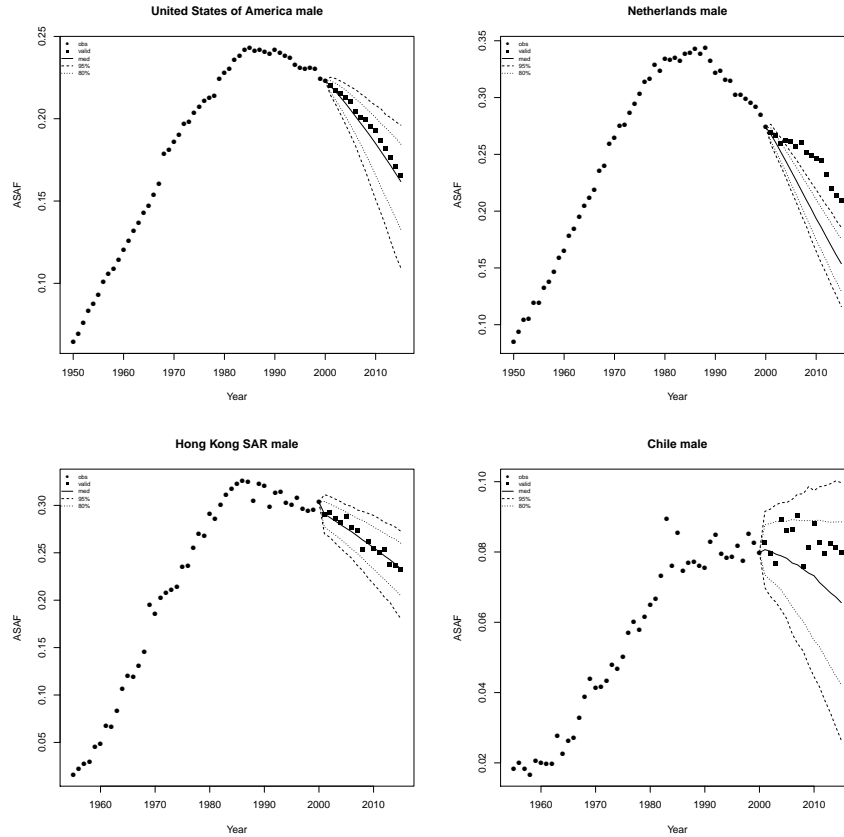 United States of America male
obs
valid
med
95%
80%
0.25
0.20
0.15
0.10
ASAF
1950 1960 1970 1980 1990 2000 2010
Year
Netherlands male
obs
valid
med
95%
80%
0.35
0.30
0.25
0.20
0.15
0.10
ASAF
1950 1960 1970 1980 1990 2000 2010
Year
Hong Kong SAR male
obs
valid
med
95%
80%
0.30
0.25
0.20
0.15
0.10
0.05
ASAF
1960 1970 1980 1990 2000 2010
Year
Chile male
obs
valid
med
95%
80%
0.10
0.08
0.06
0.04
0.02
ASAF
1960 1970 1980 1990 2000 2010
Year